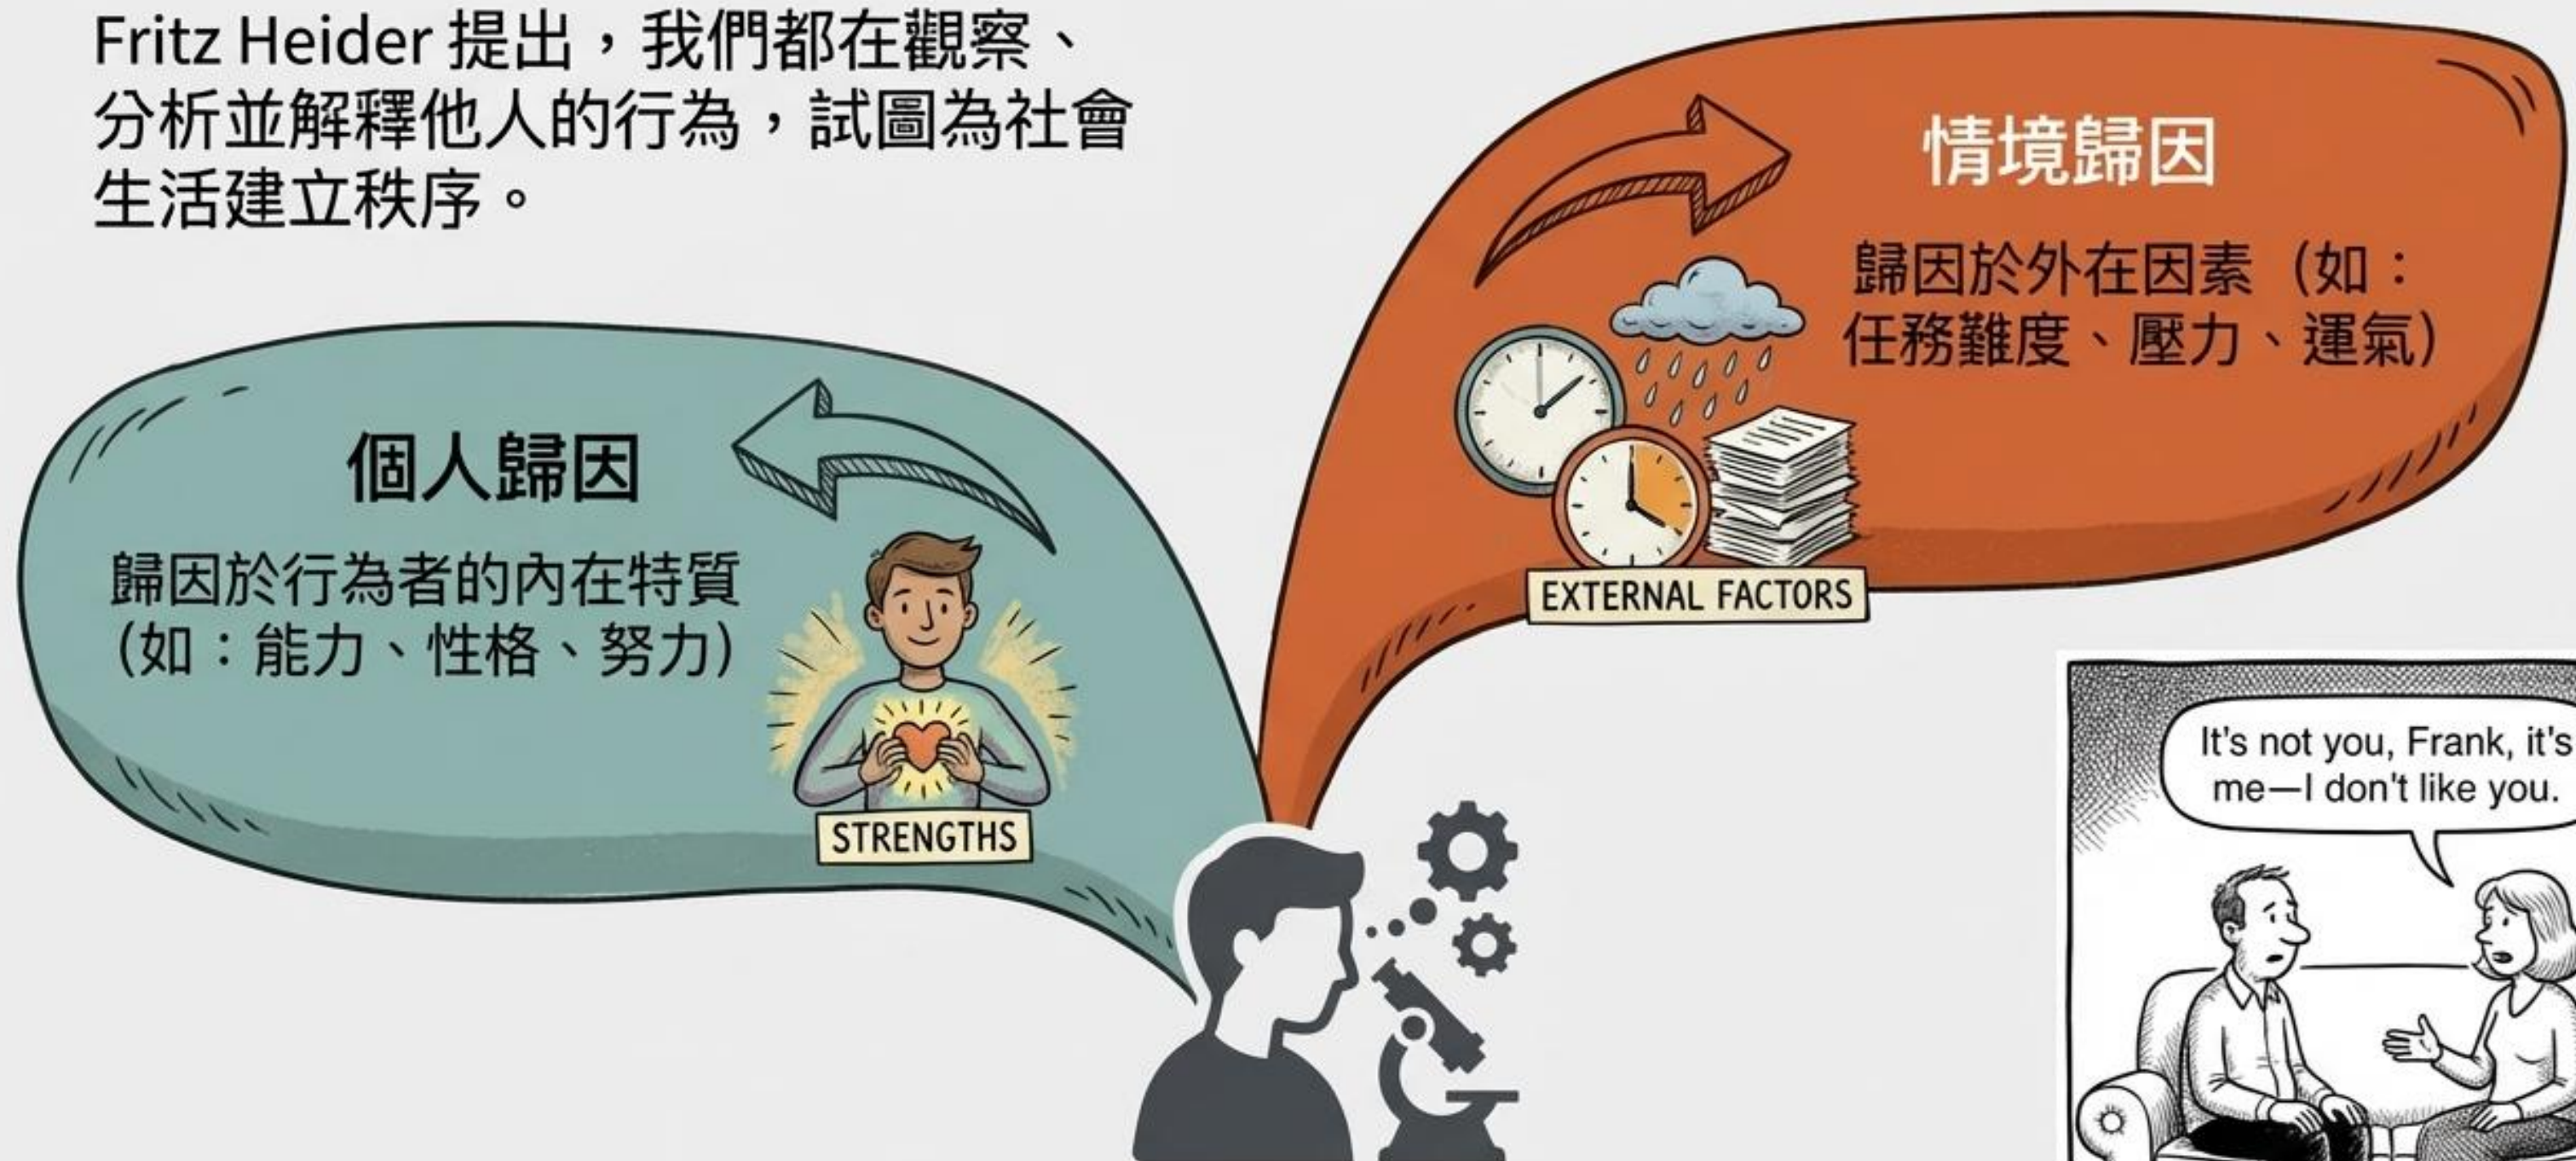 Fritz Heider 提出，我們都在觀察、
分析並解釋他人的行為，試圖為社會
生活建立秩序。
個人歸因
歸因於行為者的內在特質
（如：能力、性格、努力）
STRENGTHS
情境歸因
歸因於外在因素（如：
任務難度、壓力、運氣）
EXTERNAL FACTORS
It's not you, Frank, it's
me—I don't like you.